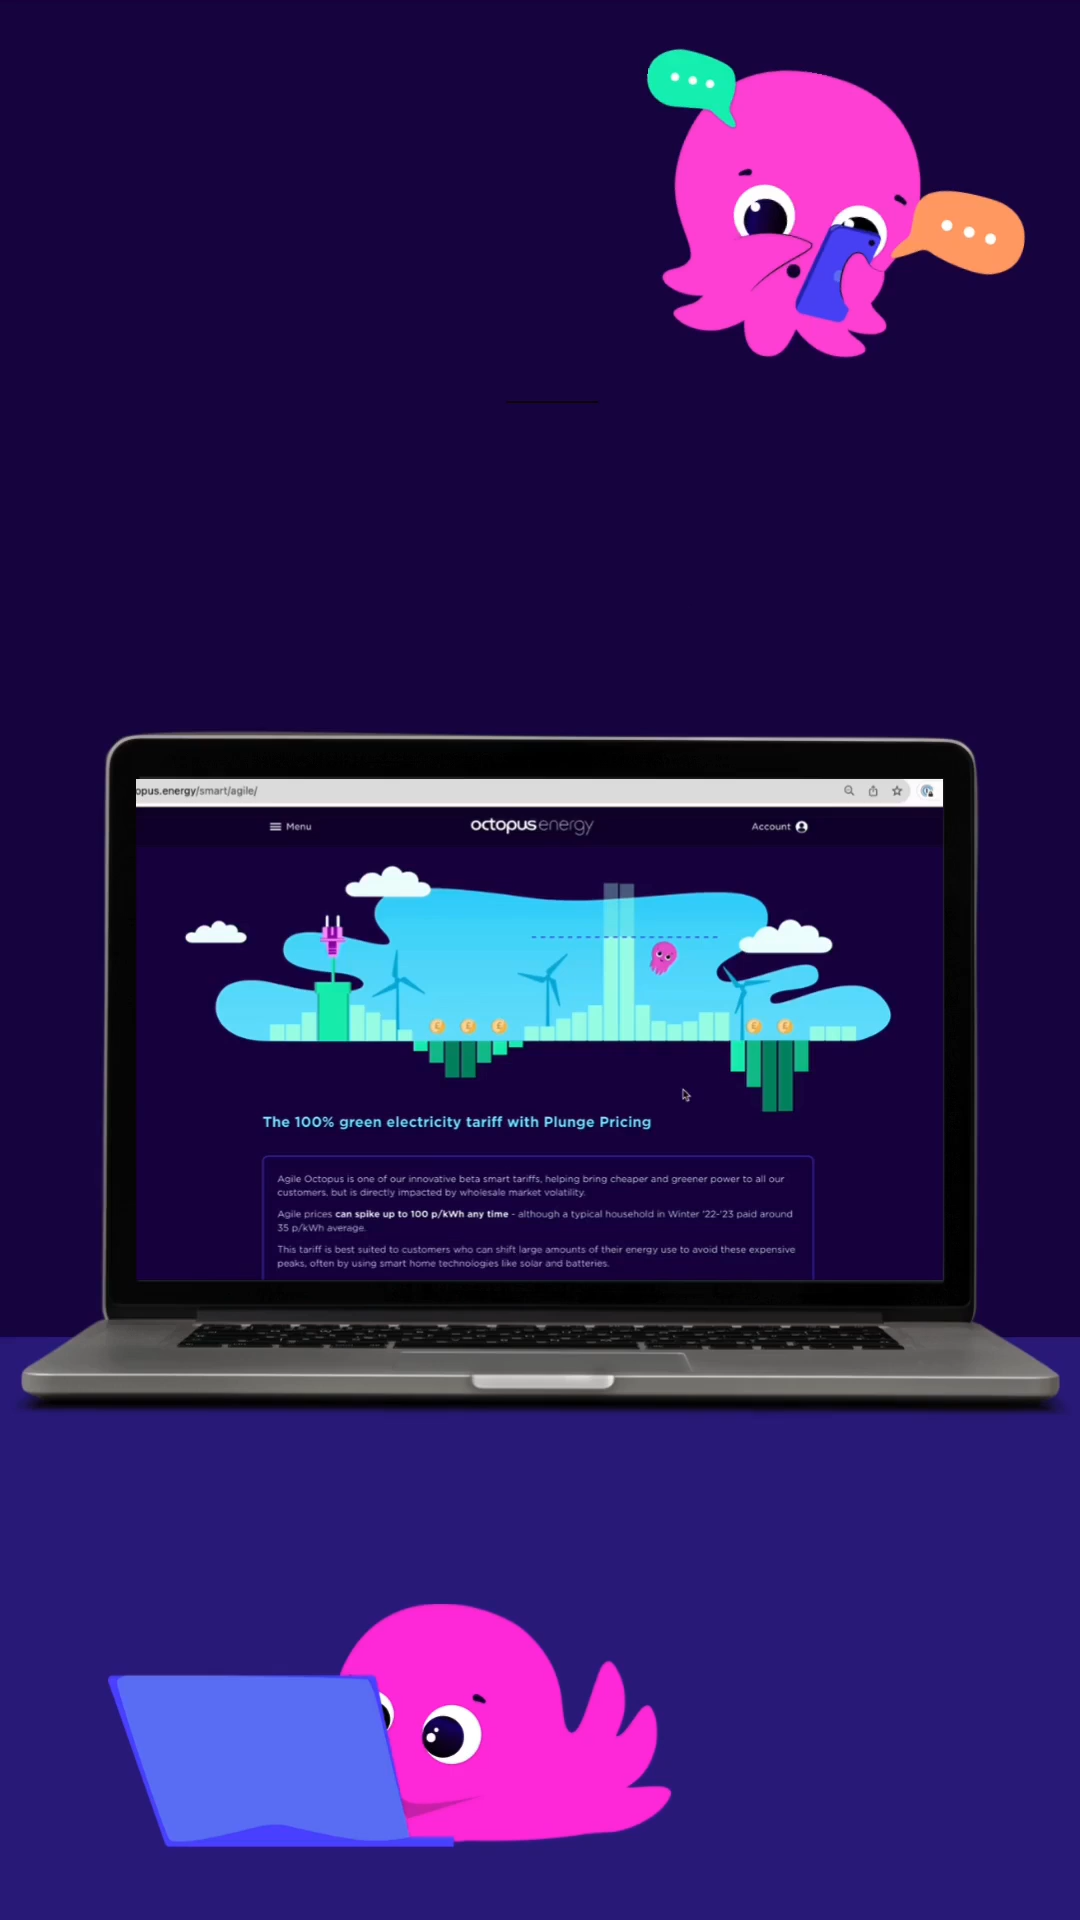 opus.energy/smart/agile/
Menu
octopusenergy
Account
The 100% green electricity tariff with Plunge Pricing
Agile Octopus is one of our innovative beta smart tariffs, helping bring cheaper and greener power to all our
customers, but is directly impacted by wholesale market volatility.
Agile prices can spike up to 100 p/kWh any time - although a typical household in Winter '22-'23 paid around
35 p/kWh average.
This tariff is best suited to customers who can shift large amounts of their energy use to avoid these expensive
peaks, often by using smart home technologies like solar and batteries.